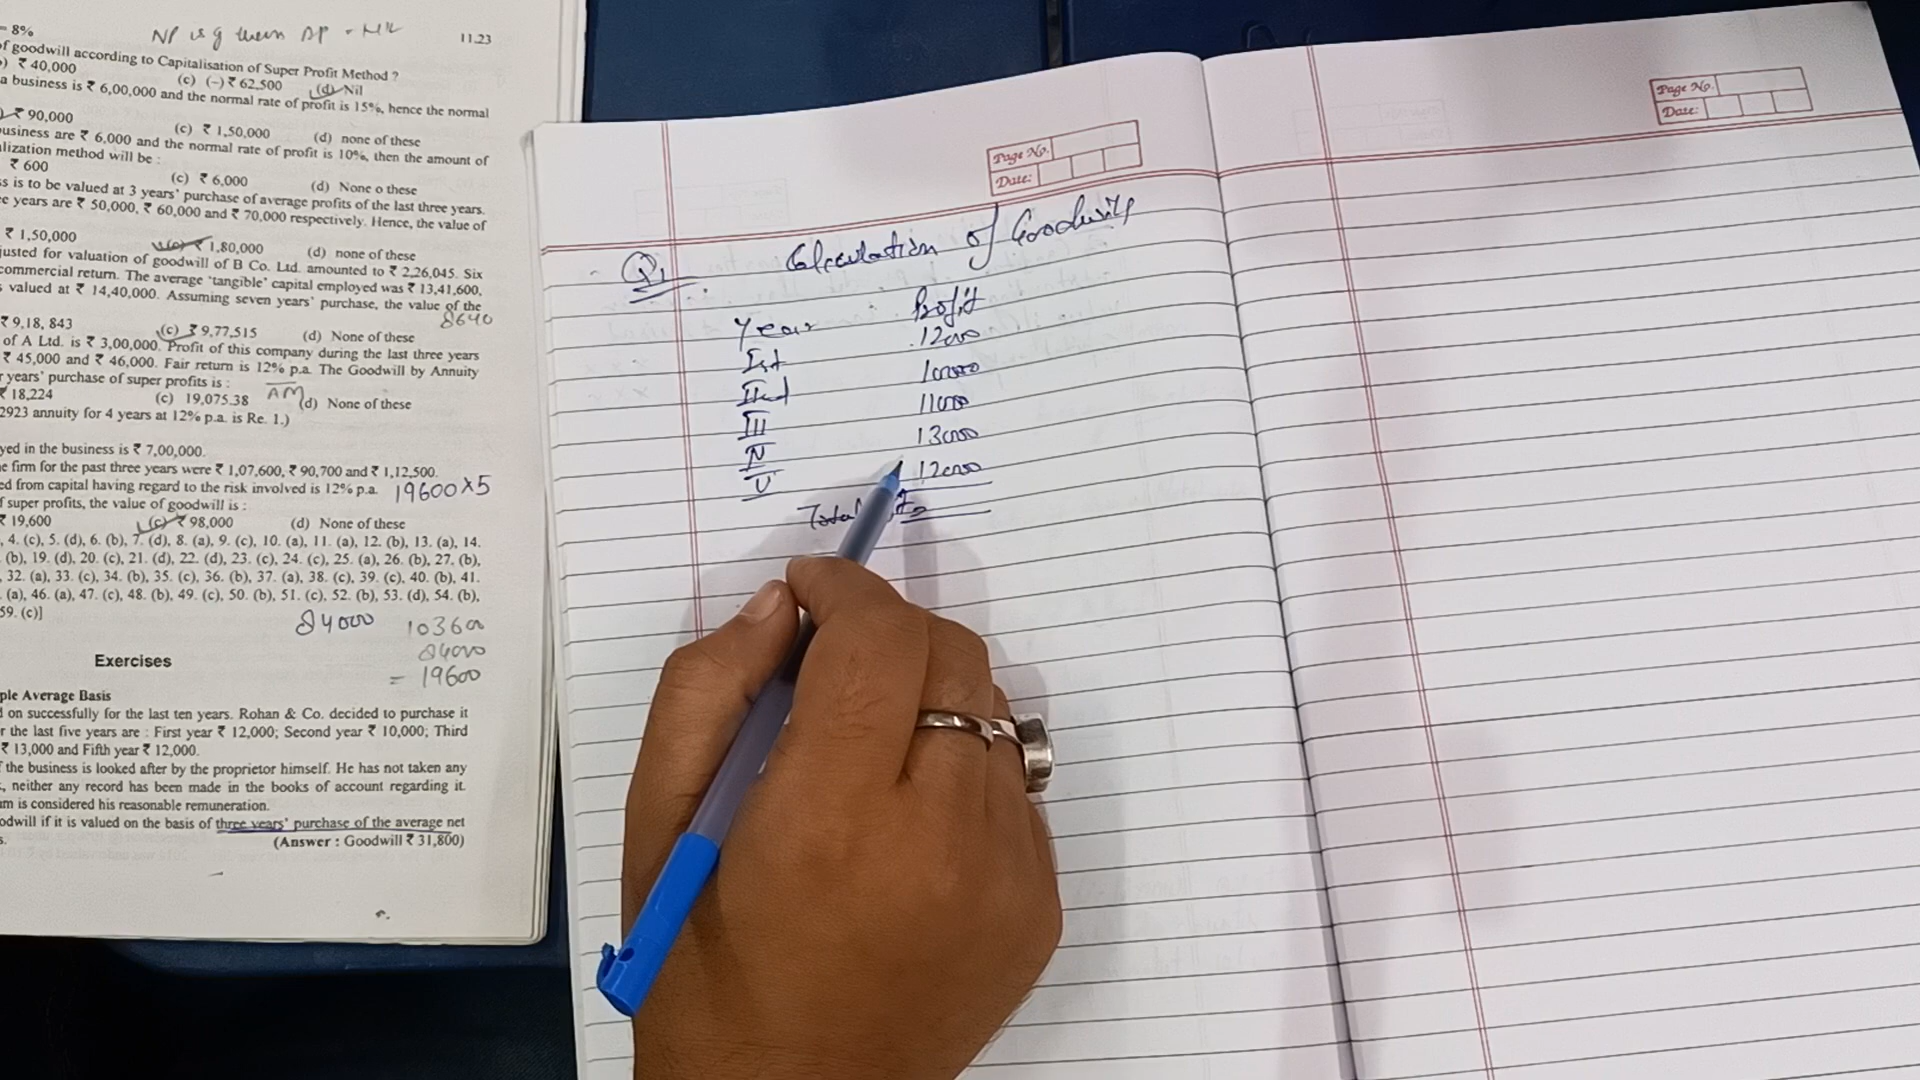 = 8%
11.23
of goodwill according to Capitalisation of Super Profit Method ?
) ₹ 40,000 (c) (-) ₹ 62,500 (d) Nil
a business is ₹ 6,00,000 and the normal rate of profit is 15%, hence the normal
₹ 90,000 (c) ₹ 1,50,000 (d) none of these
usiness are ₹ 6,000 and the normal rate of profit is 10%, then the amount of
lization method will be :
₹ 600 (c) ₹ 6,000 (d) None o these
ss is to be valued at 3 years' purchase of average profits of the last three years.
e years are ₹ 50,000, ₹ 60,000 and ₹ 70,000 respectively. Hence, the value of
₹ 1,50,000 (c) ₹ 1,80,000 (d) none of these
justed for valuation of goodwill of B Co. Ltd. amounted to ₹ 2,26,045. Six
commercial return. The average 'tangible' capital employed was ₹ 13,41,600,
s valued at ₹ 14,40,000. Assuming seven years' purchase, the value of the
8640
₹ 9,18, 843 (c) ₹ 9,77,515 (d) None of these
of A Ltd. is ₹ 3,00,000. Profit of this company during the last three years
₹ 45,000 and ₹ 46,000. Fair return is 12% p.a. The Goodwill by Annuity
r years' purchase of super profits is :
AM
₹ 18,224 (c) 19,075.38 (d) None of these
2923 annuity for 4 years at 12% p.a. is Re. 1.)
yed in the business is ₹ 7,00,000.
e firm for the past three years were ₹ 1,07,600, ₹ 90,700 and ₹ 1,12,500.
ed from capital having regard to the risk involved is 12% p.a. 19600×5
f super profits, the value of goodwill is :
₹ 19,600 (c) ₹ 98,000 (d) None of these
, 4. (c), 5. (d), 6. (b), 7. (d), 8. (a), 9. (c), 10. (a), 11. (a), 12. (b), 13. (a), 14.
(b), 19. (d), 20. (c), 21. (d), 22. (d), 23. (c), 24. (c), 25. (a), 26. (b), 27. (b),
32. (a), 33. (c), 34. (b), 35. (c), 36. (b), 37. (a), 38. (c), 39. (c), 40. (b), 41.
(a), 46. (a), 47. (c), 48. (b), 49. (c), 50. (b), 51. (c), 52. (b), 53. (d), 54. (b),
59. (c)]
84000 103600
84000
= 19600
Exercises
ple Average Basis
d on successfully for the last ten years. Rohan & Co. decided to purchase it
r the last five years are : First year ₹ 12,000; Second year ₹ 10,000; Third
₹ 13,000 and Fifth year ₹ 12,000.
f the business is looked after by the proprietor himself. He has not taken any
, neither any record has been made in the books of account regarding it.
um is considered his reasonable remuneration.
odwill if it is valued on the basis of three years' purchase of the average net
s. (Answer : Goodwill ₹ 31,800)
Page No.
Date:
Q1. Calculation of Goodwill
Year Profit
Ist 12000
IInd 10000
III 11000
IV 13000
V 12000
Total
Page No.
Date: